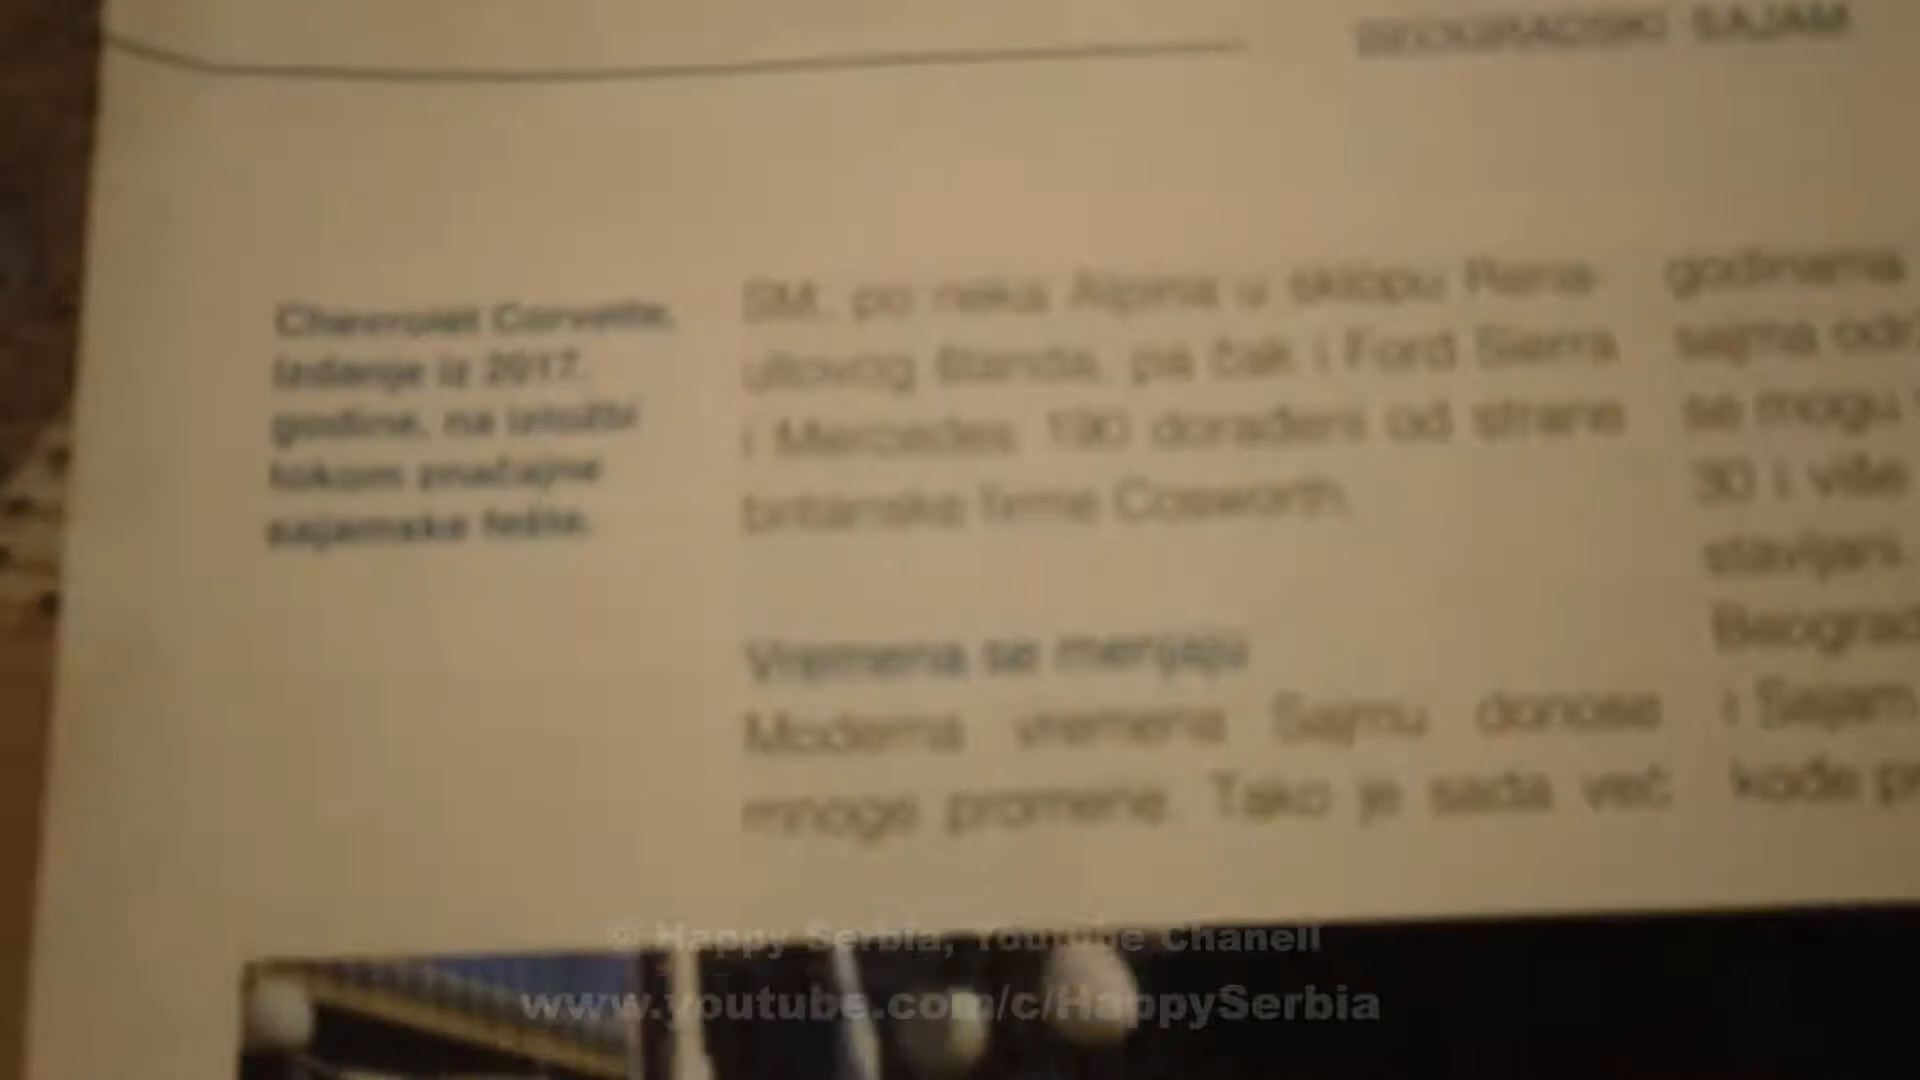 BEOGRADSKI SAJAM
Chevrolet Corvette,
izdanje iz 2017.
godine, na izložbi
tokom značajne
sajamske fešte.
SM, po neka Alpina u sklopu Rena-
ultovog štanda, pa čak i Ford Sierra
i Mercedes 190 dorađeni od strane
britanske firme Cosworth.
Vremena se menjaju
Moderna vremena Sajmu donose
mnoge promene. Tako je sada već
godinama
sajma
se mogu
30 i više
stavljani.
Beograd
i Sajam,
kođe
© Happy Serbia, Youtube Chanell
www.youtube.com/c/HappySerbia